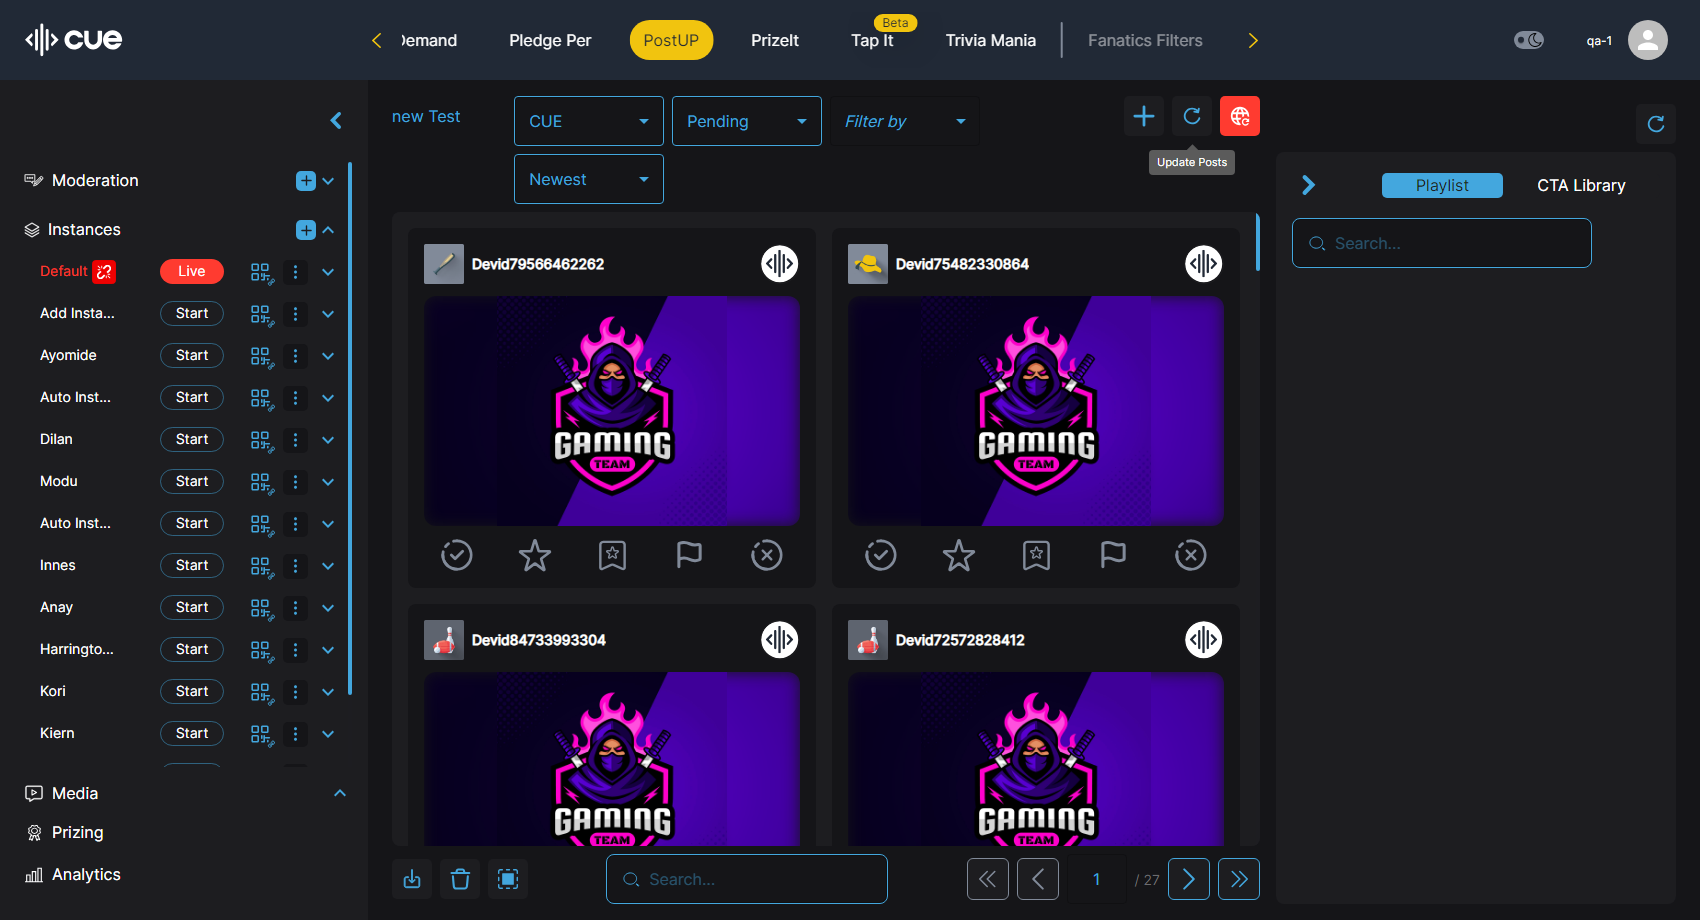 cue
Demand
Pledge Per
PostUP
PrizeIt
Beta
Tap It
Trivia Mania
Fanatics Filters
qa-1
Moderation
Instances
Default
Live
Add Insta...
Start
Ayomide
Start
Auto Inst...
Start
Dilan
Start
Modu
Start
Auto Inst...
Start
Innes
Start
Anay
Start
Harringto...
Start
Kori
Start
Kiern
Start
Media
Prizing
Analytics
new Test
CUE
Pending
Filter by
Newest
Update Posts
Devid79566462262
GAMING
TEAM
Devid75482330864
GAMING
TEAM
Devid84733993304
GAMING
TEAM
Devid72572828412
GAMING
TEAM
Search...
1
/ 27
Playlist
CTA Library
Search...